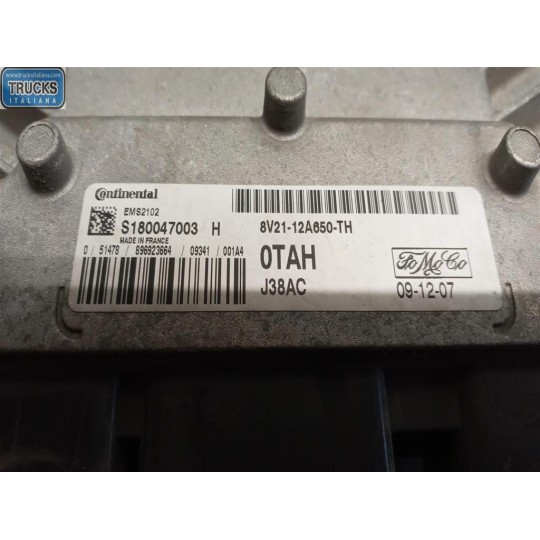 www.trucksitaliana.com
TRUCKS
ITALIANA
Continental
EMS2102
S180047003 H
MADE IN FRANCE
0 / 51478 / 896923664 / 09341 / 001A4
8V21-12A650-TH
0TAH
J38AC
FoMoCo
09-12-07